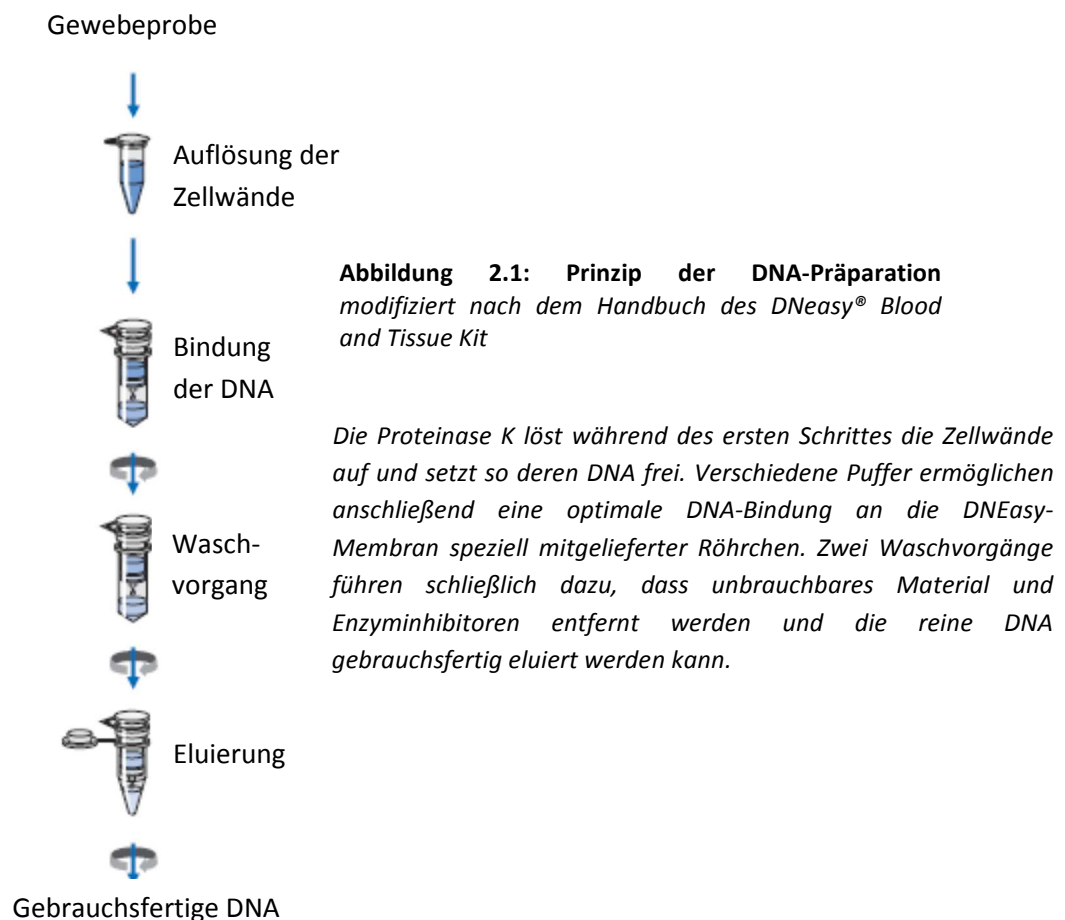 Gewebeprobe
Auflösung der
Zellwände
Abbildung 2.1: Prinzip der DNA-Präparation
modifiziert nach dem Handbuch des DNeasy® Blood
and Tissue Kit
Bindung
der DNA
Die Proteinase K löst während des ersten Schrittes die Zellwände
auf und setzt so deren DNA frei. Verschiedene Puffer ermöglichen
anschließend eine optimale DNA-Bindung an die DNEasy-
Membran speziell mitgelieferter Röhrchen. Zwei Waschvorgänge
führen schließlich dazu, dass unbrauchbares Material und
Enzyminhibitoren entfernt werden und die reine DNA
gebrauchsfertig eluiert werden kann.
Wasch-
vorgang
Eluierung
Gebrauchsfertige DNA